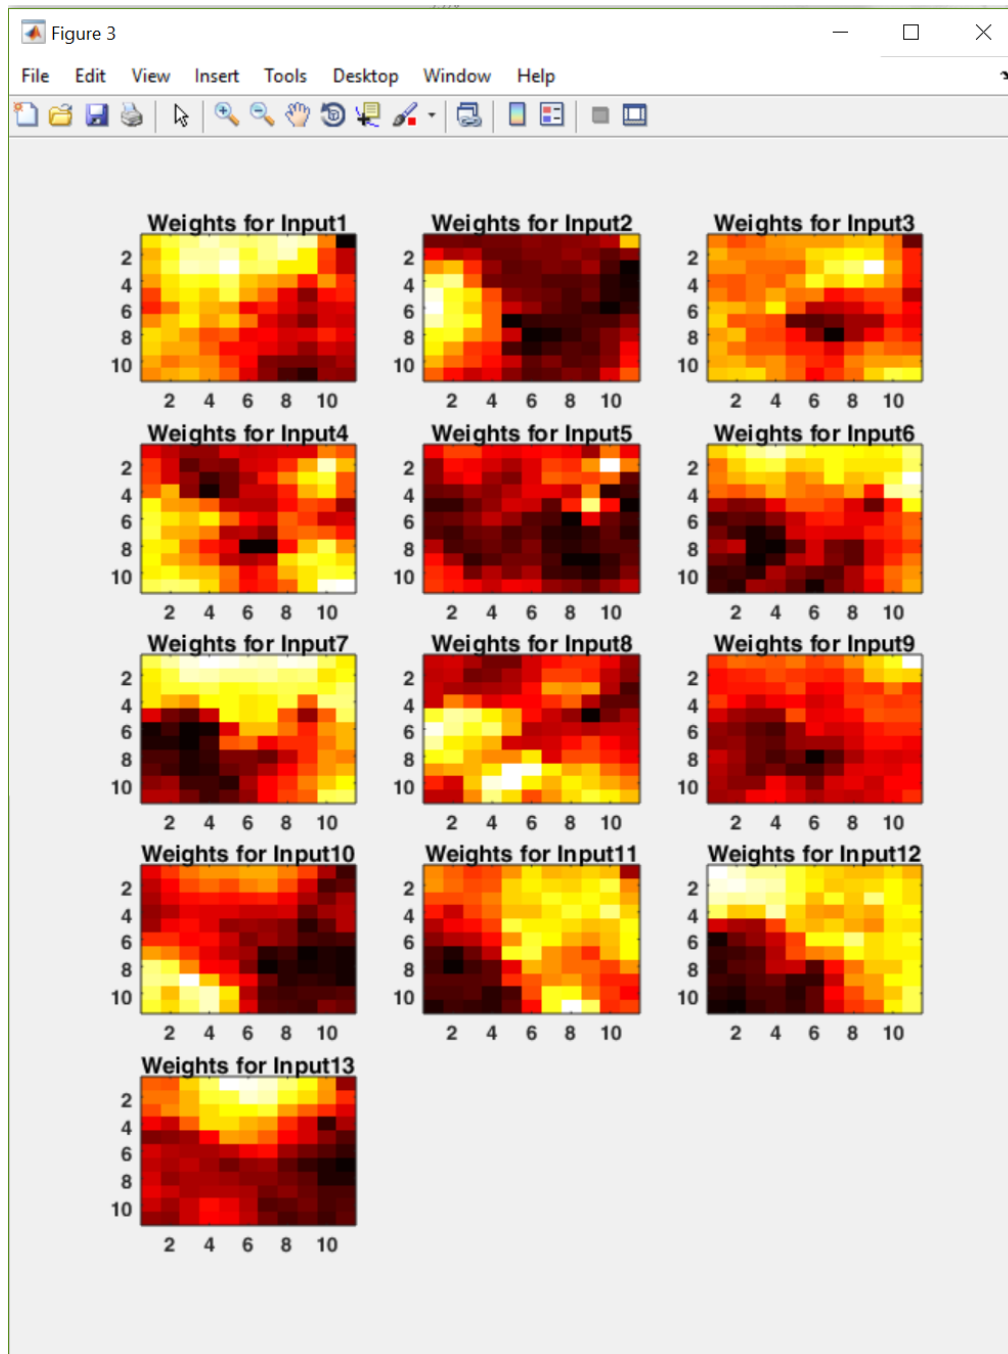 Figure 3
File Edit View Insert Tools Desktop Window Help
Weights for Input1 Weights for Input2 Weights for Input3
2 2 2
4 4 4
6 6 6
8 8 8
10 10 10
2 4 6 8 10 2 4 6 8 10 2 4 6 8 10
Weights for Input4 Weights for Input5 Weights for Input6
2 2 2
4 4 4
6 6 6
8 8 8
10 10 10
2 4 6 8 10 2 4 6 8 10 2 4 6 8 10
Weights for Input7 Weights for Input8 Weights for Input9
2 2 2
4 4 4
6 6 6
8 8 8
10 10 10
2 4 6 8 10 2 4 6 8 10 2 4 6 8 10
Weights for Input10 Weights for Input11 Weights for Input12
2 2 2
4 4 4
6 6 6
8 8 8
10 10 10
2 4 6 8 10 2 4 6 8 10 2 4 6 8 10
Weights for Input13
2
4
6
8
10
2 4 6 8 10